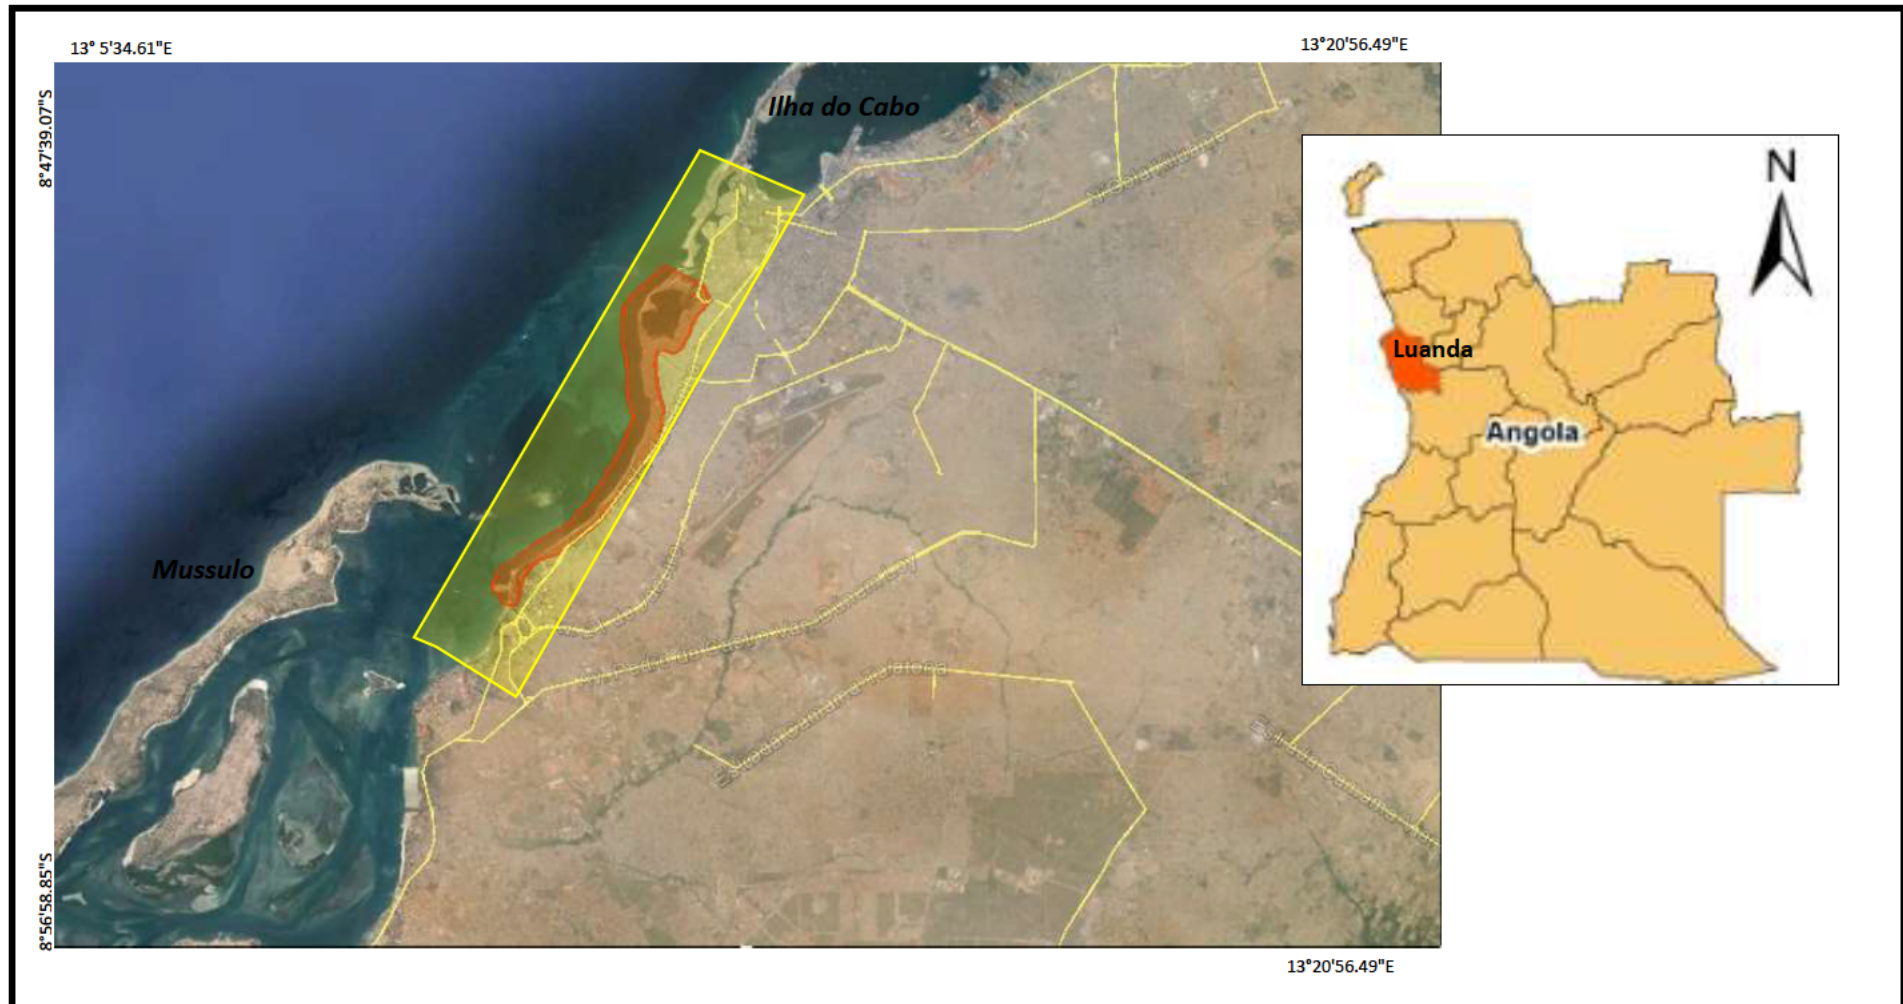 13° 5'34.61"E
13°20'56.49"E
8°47'39.07"S
Ilha do Cabo
N
Luanda
Angola
Mussulo
8°56'58.85"S
13°20'56.49"E